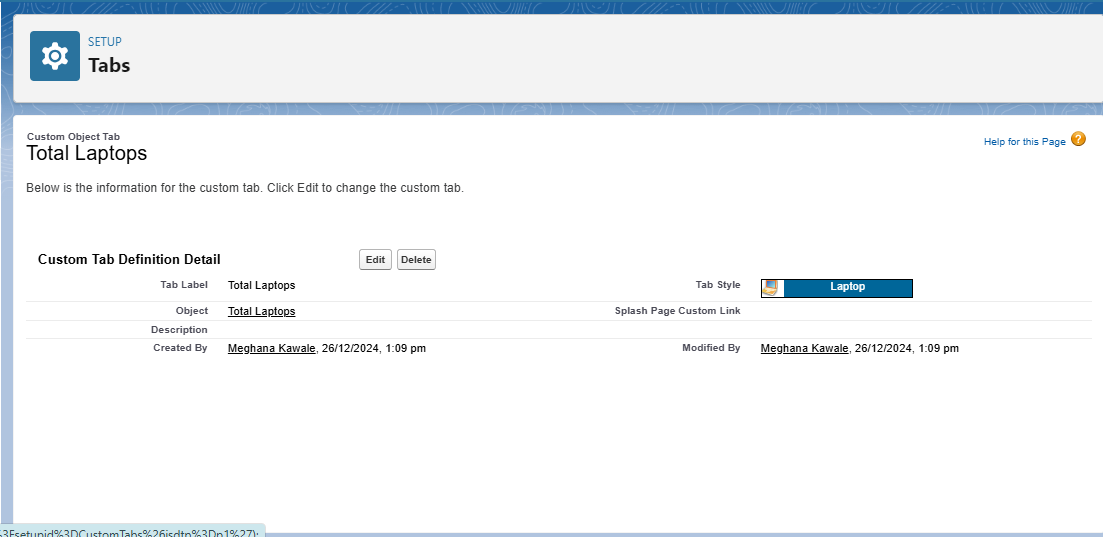 SETUP
Tabs
Custom Object Tab
Total Laptops
Help for this Page ?
Below is the information for the custom tab. Click Edit to change the custom tab.
Custom Tab Definition Detail Edit Delete
Tab Label Total Laptops Tab Style Laptop
Object Total Laptops Splash Page Custom Link
Description
Created By Meghana Kawale, 26/12/2024, 1:09 pm Modified By Meghana Kawale, 26/12/2024, 1:09 pm
%3Fsetupid%3DCustomTabs%26isdtp%3Dp1%27);